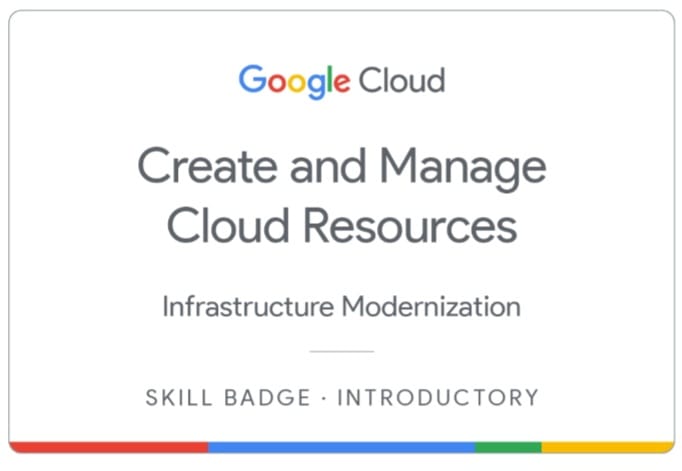 Google Cloud
Create and Manage
Cloud Resources
Infrastructure Modernization
SKILL BADGE · INTRODUCTORY